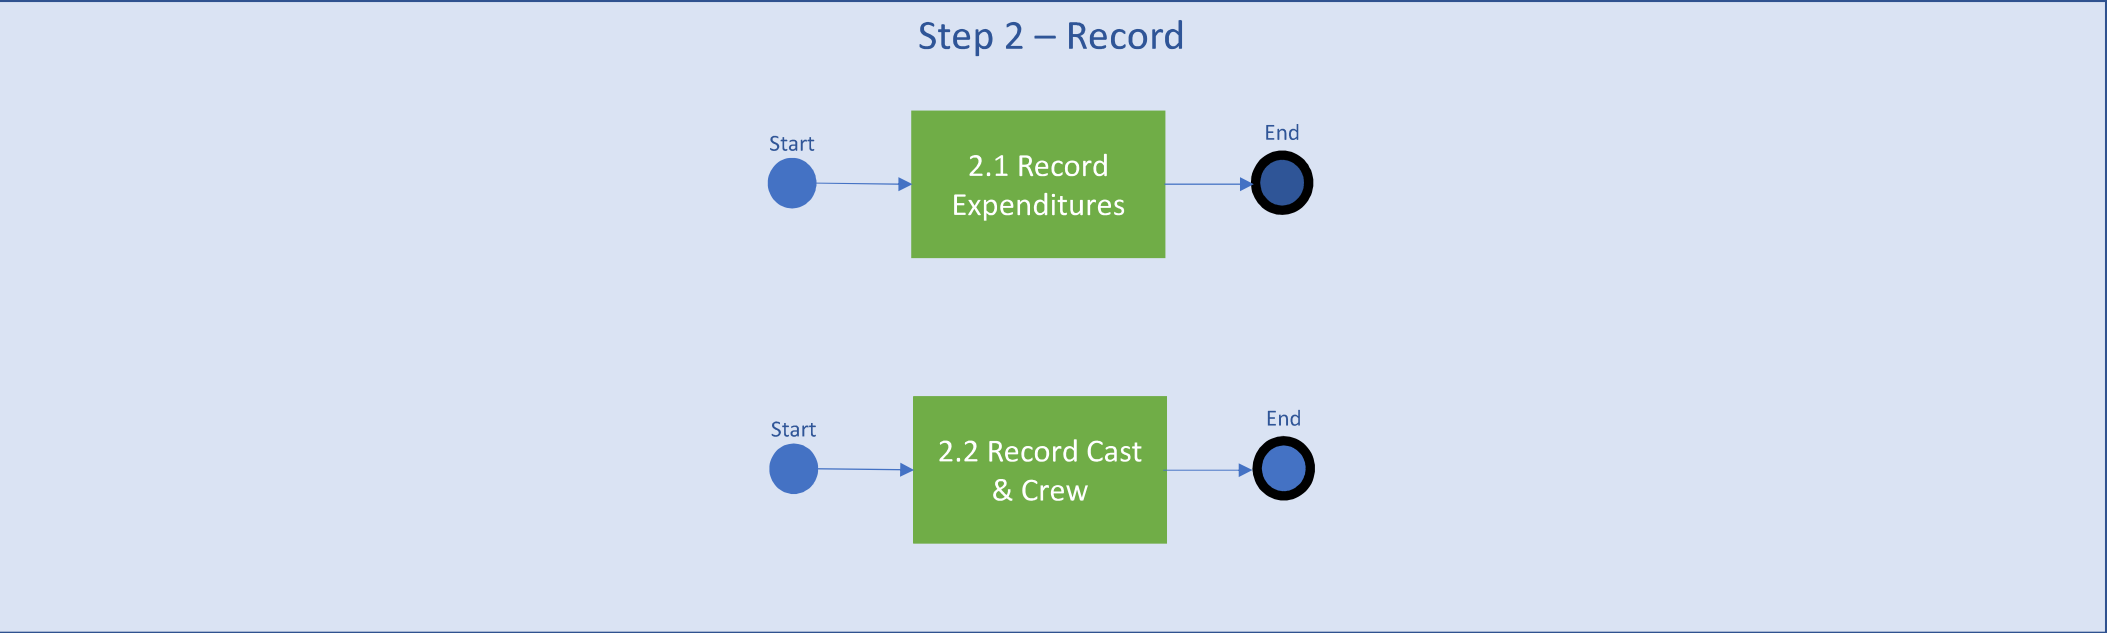 Step 2 – Record
Start
End
2.1 Record
Expenditures
Start
End
2.2 Record Cast
& Crew